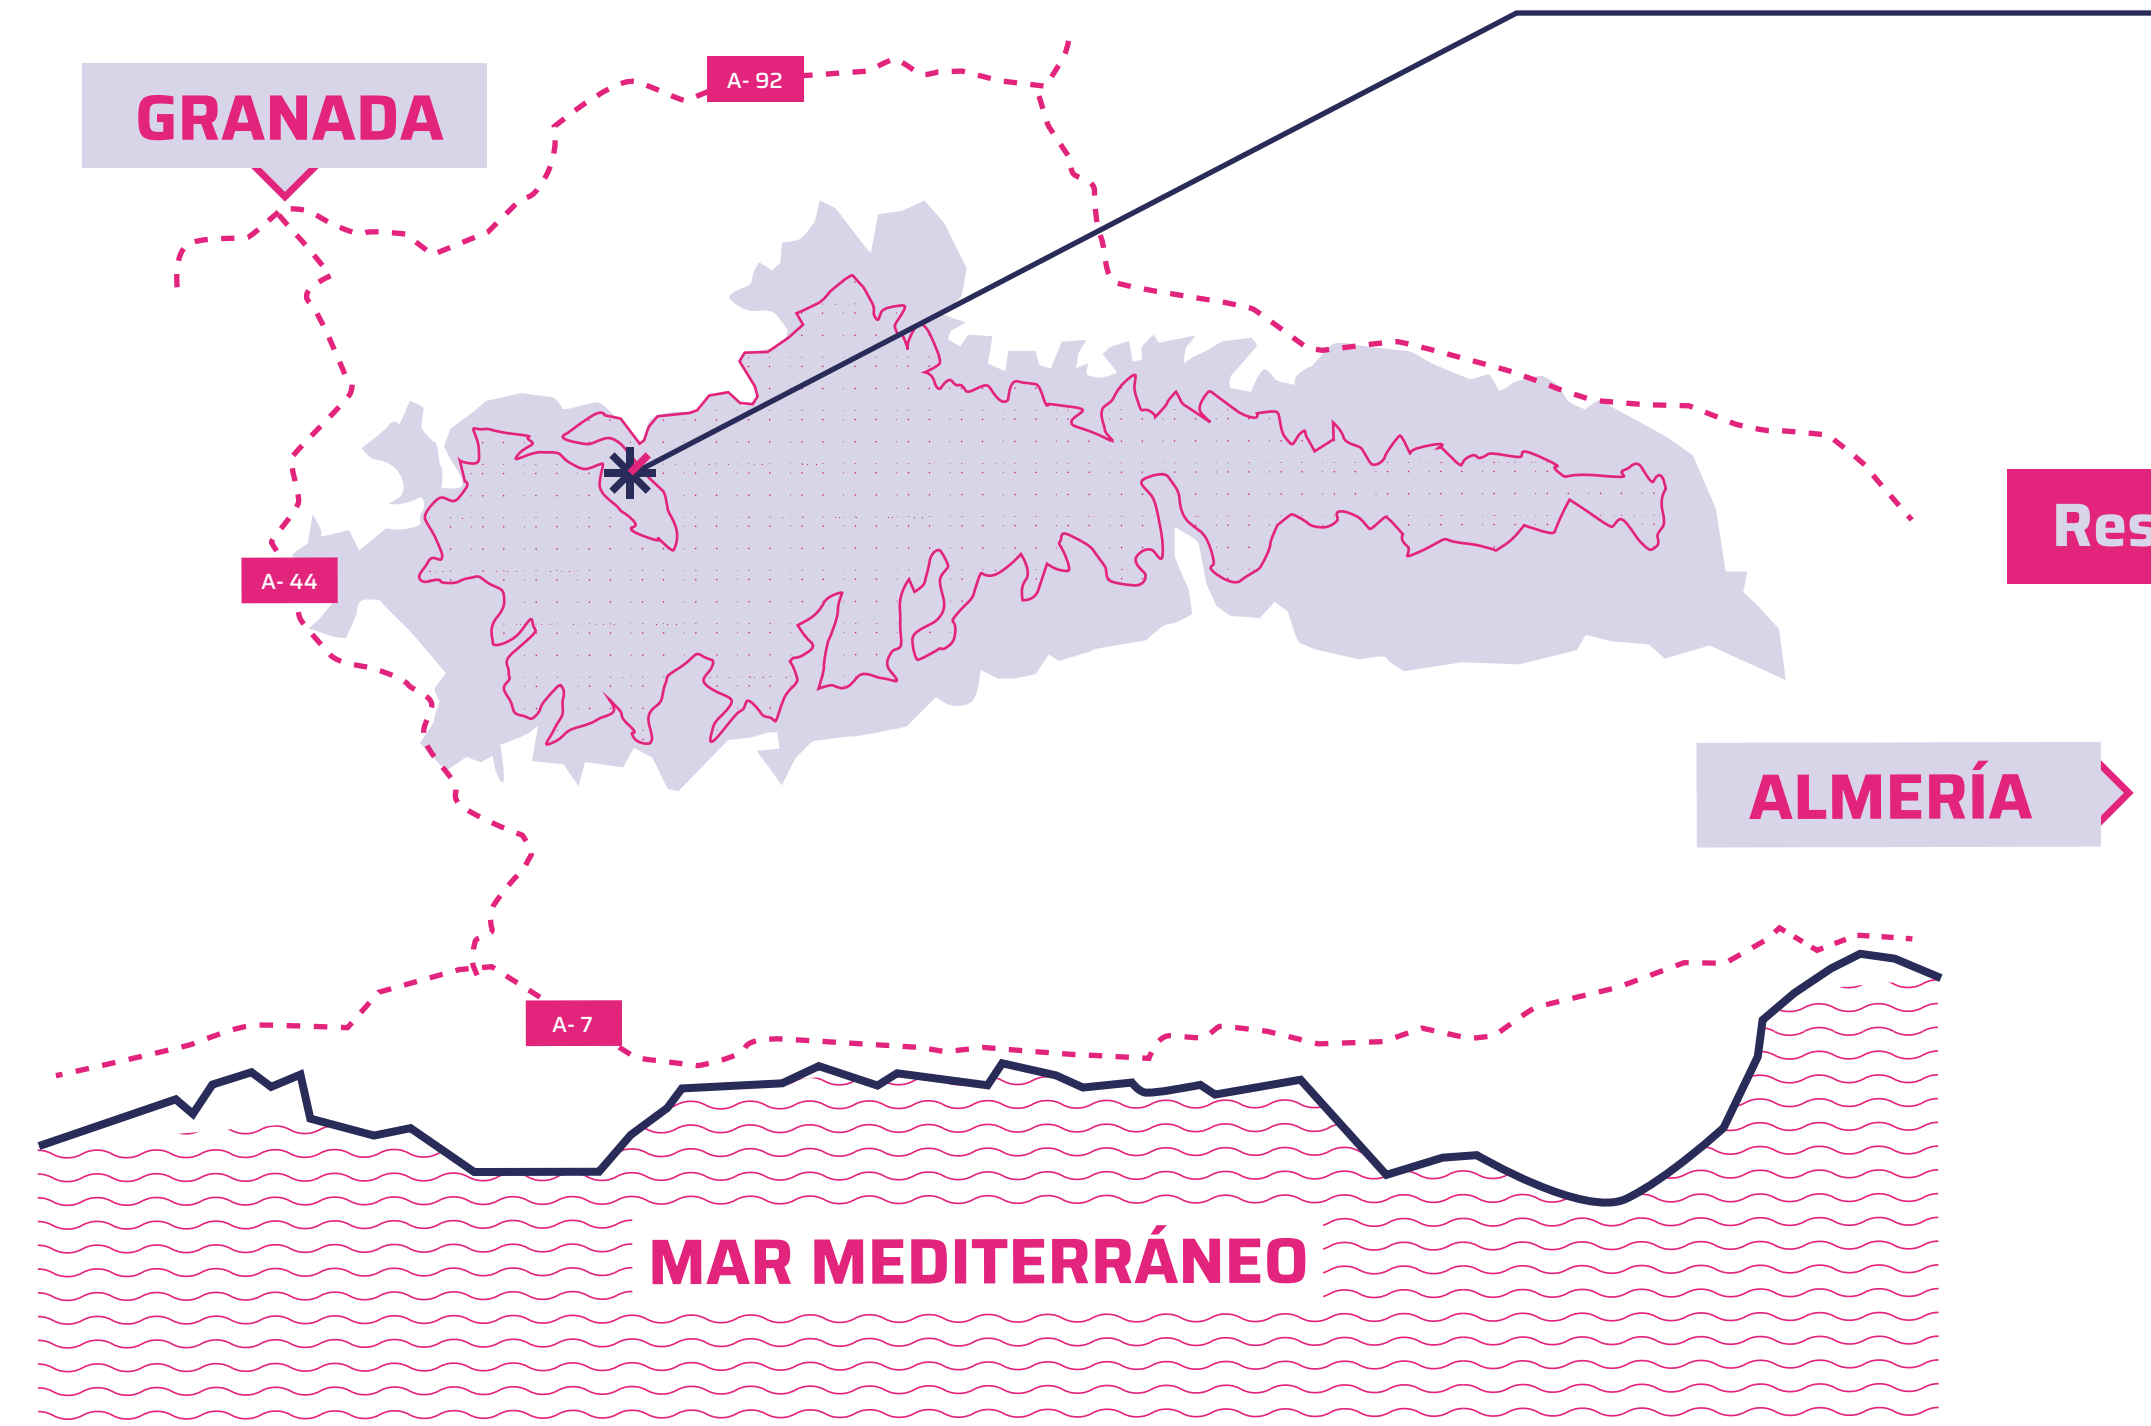 A- 92
GRANADA
Res
A- 44
ALMERÍA
A- 7
MAR MEDITERRÁNEO